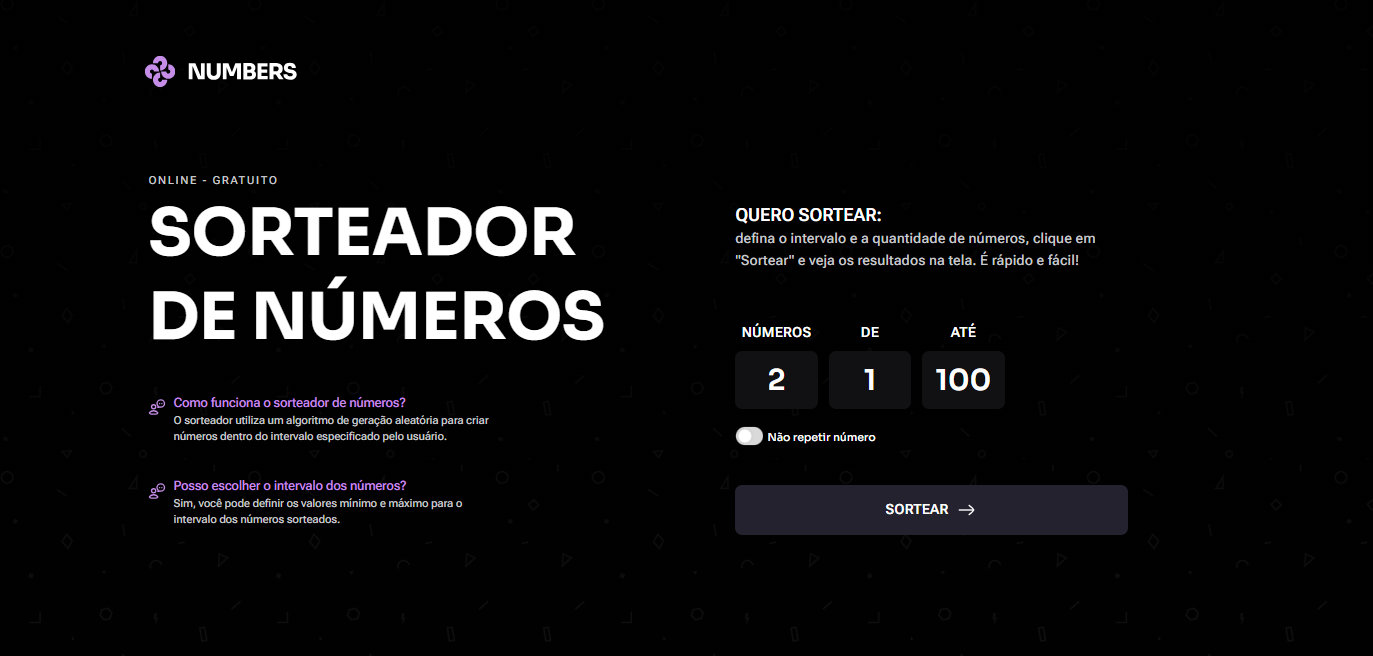 NUMBERS
ONLINE - GRATUITO
SORTEADOR
DE NÚMEROS
Como funciona o sorteador de números?
O sorteador utiliza um algoritmo de geração aleatória para criar
números dentro do intervalo especificado pelo usuário.
Posso escolher o intervalo dos números?
Sim, você pode definir os valores mínimo e máximo para o
intervalo dos números sorteados.
QUERO SORTEAR:
defina o intervalo e a quantidade de números, clique em
"Sortear" e veja os resultados na tela. É rápido e fácil!
NÚMEROS DE ATÉ
2 1 100
Não repetir número
SORTEAR →